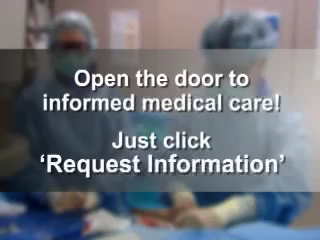 Open the door to
informed medical care!
Just click
‘Request Information’